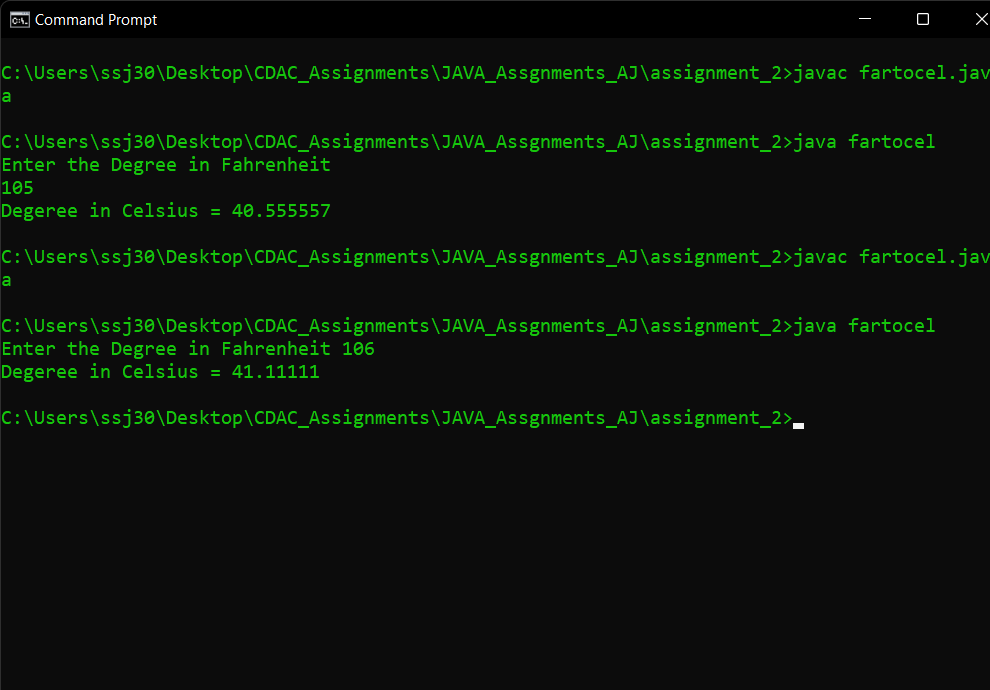 Command Prompt
C:\Users\ssj30\Desktop\CDAC_Assignments\JAVA_Assgnments_AJ\assignment_2>javac fartocel.jav
a
C:\Users\ssj30\Desktop\CDAC_Assignments\JAVA_Assgnments_AJ\assignment_2>java fartocel
Enter the Degree in Fahrenheit
105
Degeree in Celsius = 40.555557
C:\Users\ssj30\Desktop\CDAC_Assignments\JAVA_Assgnments_AJ\assignment_2>javac fartocel.jav
a
C:\Users\ssj30\Desktop\CDAC_Assignments\JAVA_Assgnments_AJ\assignment_2>java fartocel
Enter the Degree in Fahrenheit 106
Degeree in Celsius = 41.11111
C:\Users\ssj30\Desktop\CDAC_Assignments\JAVA_Assgnments_AJ\assignment_2>